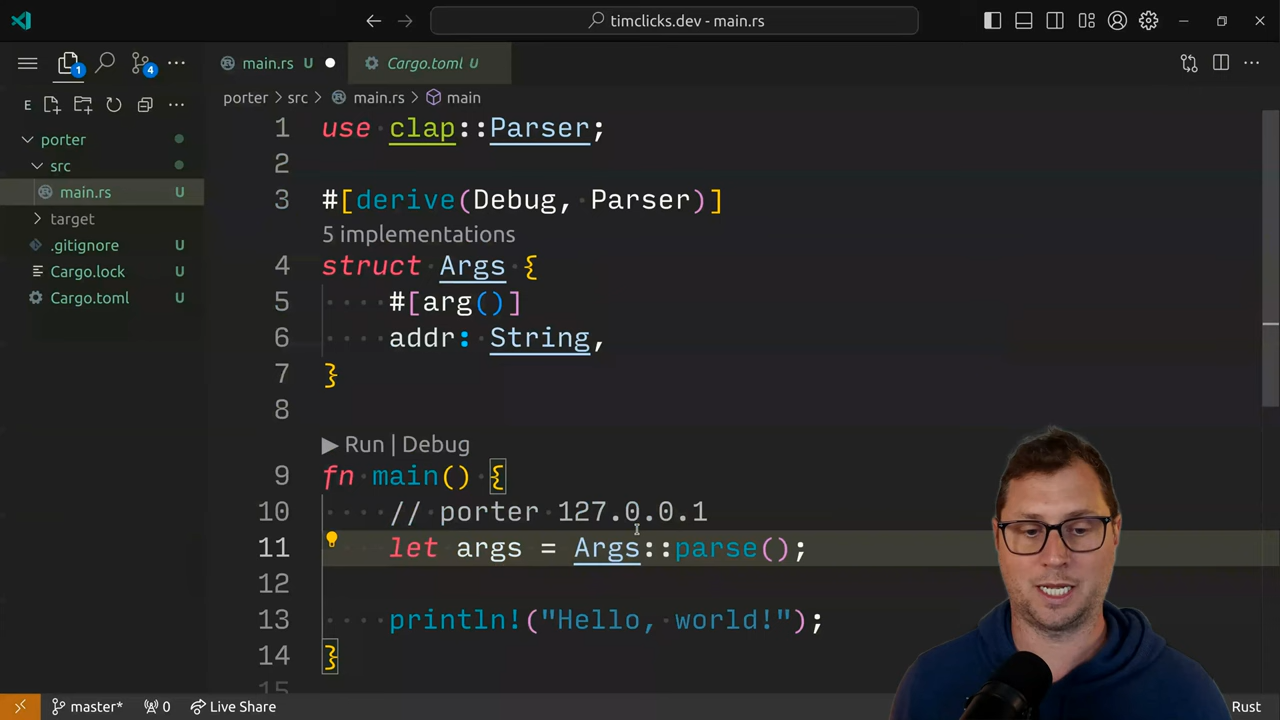 timclicks.dev - main.rs
main.rs U
Cargo.toml U
1
4
porter > src > main.rs > main
E
porter
src
main.rs U
target
.gitignore U
Cargo.lock U
Cargo.toml U
1 use clap::Parser;
2
3 #[derive(Debug, Parser)]
5 implementations
4 struct Args {
5 #[arg()]
6 addr: String,
7 }
8
▶ Run | Debug
9 fn main() {
10 // porter 127.0.0.1
11 let args = Args::parse();
12
13 println!("Hello, world!");
14 }
15
master* 0 Live Share Rust